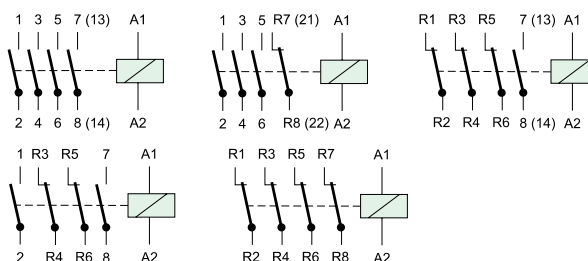 1 3 5 7 (13) A1
2 4 6 8 (14) A2
1 3 5 R7 (21) A1
2 4 6 R8 (22) A2
R1 R3 R5 7 (13) A1
R2 R4 R6 8 (14) A2
1 R3 R5 7 A1
2 R4 R6 8 A2
R1 R3 R5 R7 A1
R2 R4 R6 R8 A2